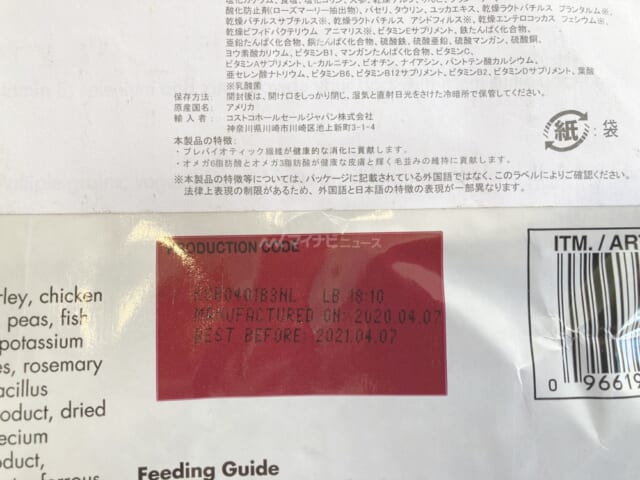 酸化防止剤(ローズマリー抽出物)、パセリ、タウリン、ユッカエキス、乾燥ラクトバチルス プランタルム※、
乾燥バチルスサブチルス※、乾燥ラクトバチルス アシドフィルス※、乾燥エンテロコッカス フェシウム※、
乾燥ビフィドバクテリウム アニマリス※、ビタミンEサプリメント、鉄たんぱく化合物、
亜鉛たんぱく化合物、銅たんぱく化合物、硫酸鉄、硫酸亜鉛、硫酸マンガン、硫酸銅、
ヨウ素酸カリウム、ビタミンB1、マンガンたんぱく化合物、ビタミンC、
ビタミンAサプリメント、L-カルニチン、ビオチン、ナイアシン、パントテン酸カルシウム、
亜セレン酸ナトリウム、ビタミンB6、ビタミンB12サプリメント、ビタミンB2、ビタミンDサプリメント、葉酸
※乳酸菌
保存方法: 開封後は、開け口をしっかり閉じ、湿気と直射日光をさけた冷暗所で保管してください。
原産国名: アメリカ
輸入者: コストコホールセールジャパン株式会社
神奈川県川崎市川崎区池上新町3-1-4
本製品の特徴:
・プレバイオティック繊維が健康的な消化に貢献します。
・オメガ6脂肪酸とオメガ3脂肪酸が健康な皮膚と輝く毛並みの維持に貢献します。
※本製品の特徴等については、パッケージに記載されている外国語ではなく、このラベルによりご確認ください。
法律上表現の制限があるため、外国語と日本語の特徴の表現が一部異なります。
紙 : 袋
マイナビニュース
PRODUCTION CODE
LB 18:10
MANUFACTURED ON: 2020.04.07
BEST BEFORE: 2021.04.07
ITM. / AR
0 96619
rley, chicken
peas, fish
potassium
es, rosemary
acillus
roduct, dried
ecium
oduct,
Feeding Guide